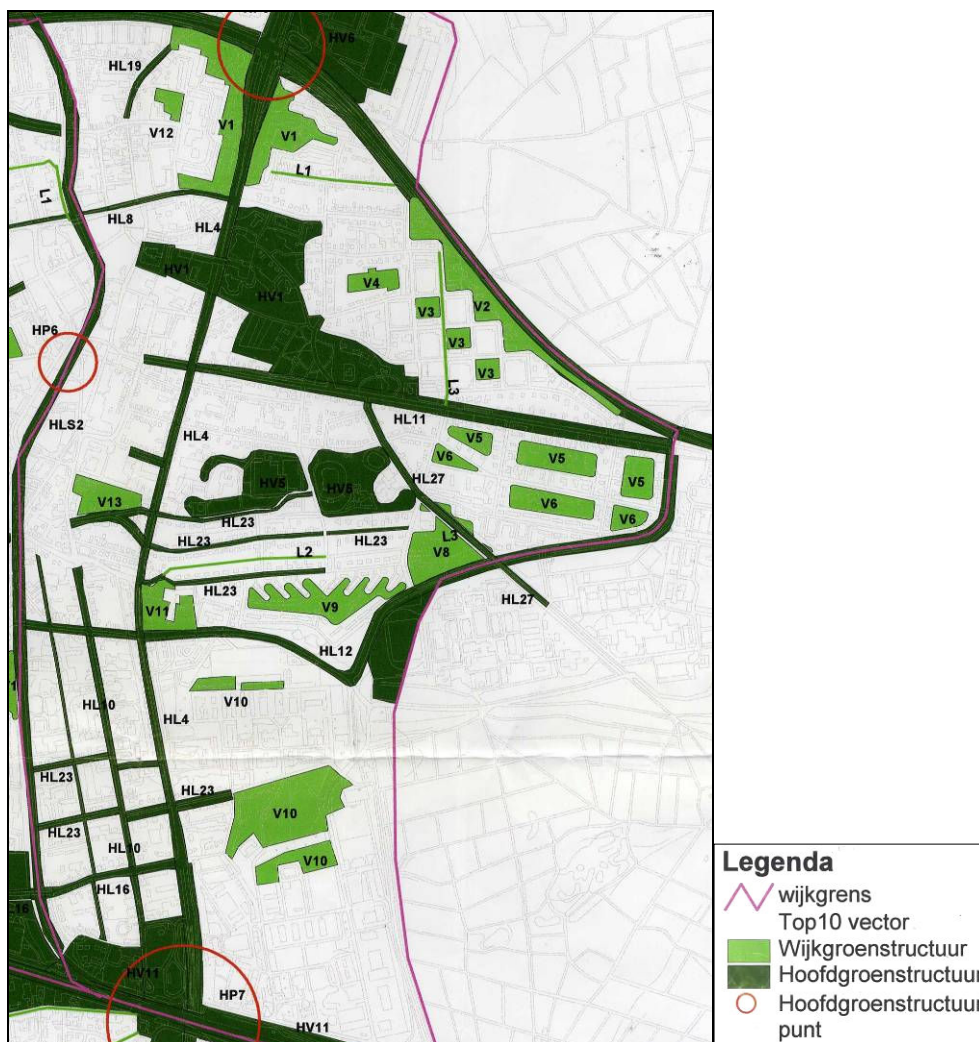 HV6
HL19
V12
V1
V1
L1
L1
HL8
HL4
HV1
HV1
V4
V3
V2
V3
V3
L3
HP6
HLS2
HL11
HL4
V5
V5
V5
V6
V6
V6
HV5
HV5
HL27
V13
HL23
HL23
HL23
L3
V8
L2
HL23
V11
V9
HL27
HL12
V10
HL10
HL4
HL23
HL23
HL23
V10
HL10
V10
HL16
HV11
HP7
HV11
Legenda
wijkgrens
Top10 vector
Wijkgroenstructuur
Hoofdgroenstructuur
Hoofdgroenstructuur
punt